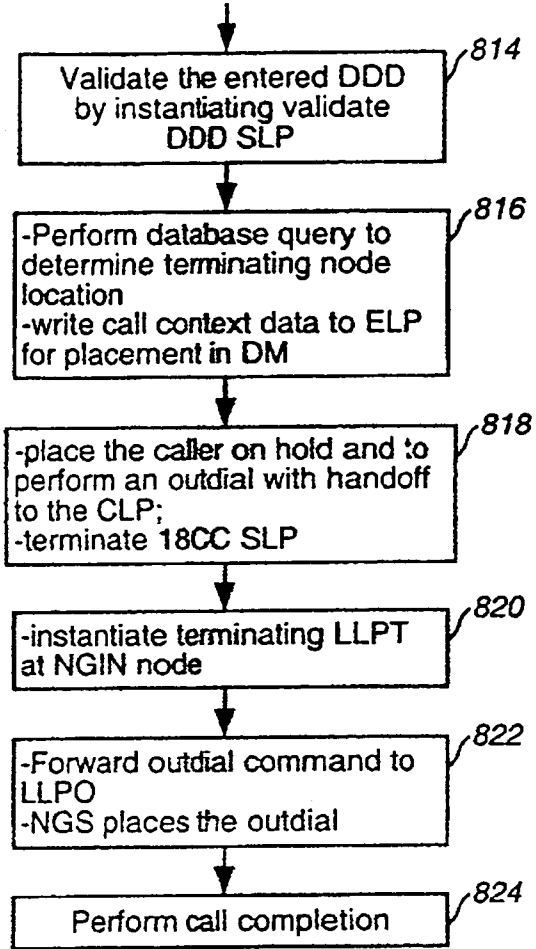 814
Validate the entered DDD
by instantiating validate
DDD SLP
816
-Perform database query to
determine terminating node
location
-write call context data to ELP
for placement in DM
818
-place the caller on hold and to
perform an outdial with handoff
to the CLP;
-terminate 18CC SLP
820
-instantiate terminating LLPT
at NGIN node
822
-Forward outdial command to
LLPO
-NGS places the outdial
824
Perform call completion